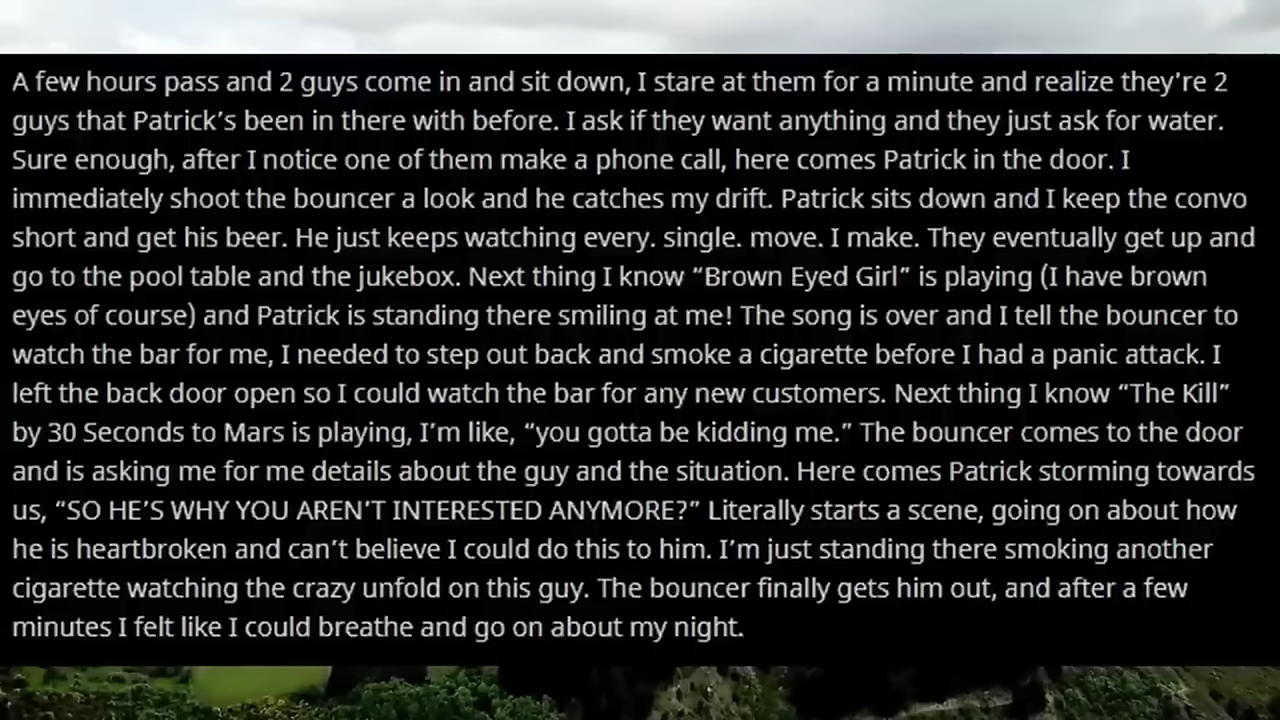 A few hours pass and 2 guys come in and sit down, I stare at them for a minute and realize they're 2
guys that Patrick's been in there with before. I ask if they want anything and they just ask for water.
Sure enough, after I notice one of them make a phone call, here comes Patrick in the door. I
immediately shoot the bouncer a look and he catches my drift. Patrick sits down and I keep the convo
short and get his beer. He just keeps watching every. single. move. I make. They eventually get up and
go to the pool table and the jukebox. Next thing I know “Brown Eyed Girl” is playing (I have brown
eyes of course) and Patrick is standing there smiling at me! The song is over and I tell the bouncer to
watch the bar for me, I needed to step out back and smoke a cigarette before I had a panic attack. I
left the back door open so I could watch the bar for any new customers. Next thing I know “The Kill”
by 30 Seconds to Mars is playing, I'm like, “you gotta be kidding me.” The bouncer comes to the door
and is asking me for me details about the guy and the situation. Here comes Patrick storming towards
us, “SO HE'S WHY YOU AREN'T INTERESTED ANYMORE?” Literally starts a scene, going on about how
he is heartbroken and can't believe I could do this to him. I'm just standing there smoking another
cigarette watching the crazy unfold on this guy. The bouncer finally gets him out, and after a few
minutes I felt like I could breathe and go on about my night.